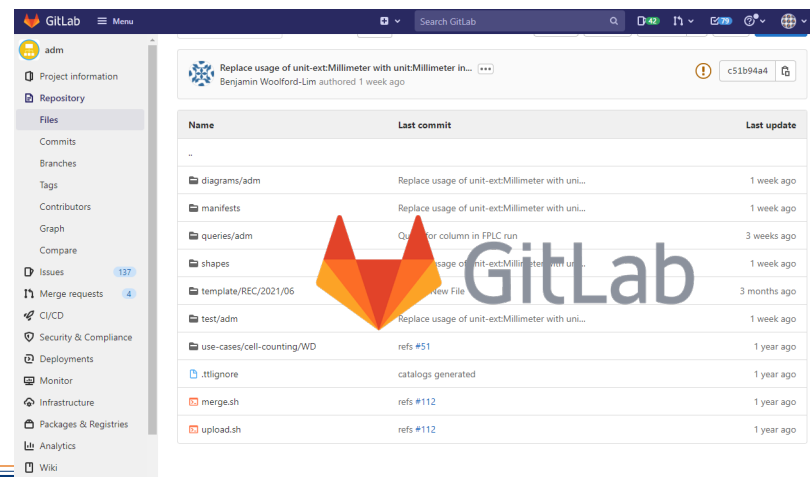 GitLab Menu Search GitLab 42 79
adm
Project information
Repository
Files
Commits
Branches
Tags
Contributors
Graph
Compare
Issues 137
Merge requests 4
CI/CD
Security & Compliance
Deployments
Monitor
Infrastructure
Packages & Registries
Analytics
Wiki
Replace usage of unit-ext:Millimeter with unit:Millimeter in...
Benjamin Woolford-Lim authored 1 week ago
c51b94a4
Name Last commit Last update
..
diagrams/adm Replace usage of unit-ext:Millimeter with uni... 1 week ago
manifests Replace usage of unit-ext:Millimeter with uni... 1 week ago
queries/adm for column in FPLC run 3 weeks ago
shapes usage of unit-ext:Millimeter with uni... 1 week ago
template/REC/2021/06 New File 3 months ago
test/adm Replace usage of unit-ext:Millimeter with uni... 1 week ago
use-cases/cell-counting/WD refs #51 1 year ago
.ttlignore catalogs generated 1 year ago
merge.sh refs #112 1 year ago
upload.sh refs #112 1 year ago
GitLab